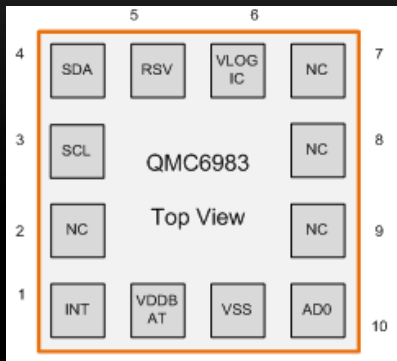 5 6
4 SDA RSV VLOG NC 7
IC
3 SCL NC 8
QMC6983
Top View
2 NC NC 9
1 INT VDDB VSS AD0
AT
10